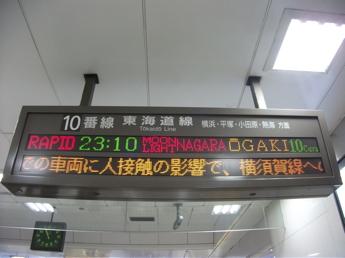 10番線 東海道線 横浜・平塚・小田原・熱海 方面
Tōkaidō Line
RAPID 23:10 MOON LIGHT NAGARA OGAKI 10Cars
での車両に人接触の影響で、横須賀線へ